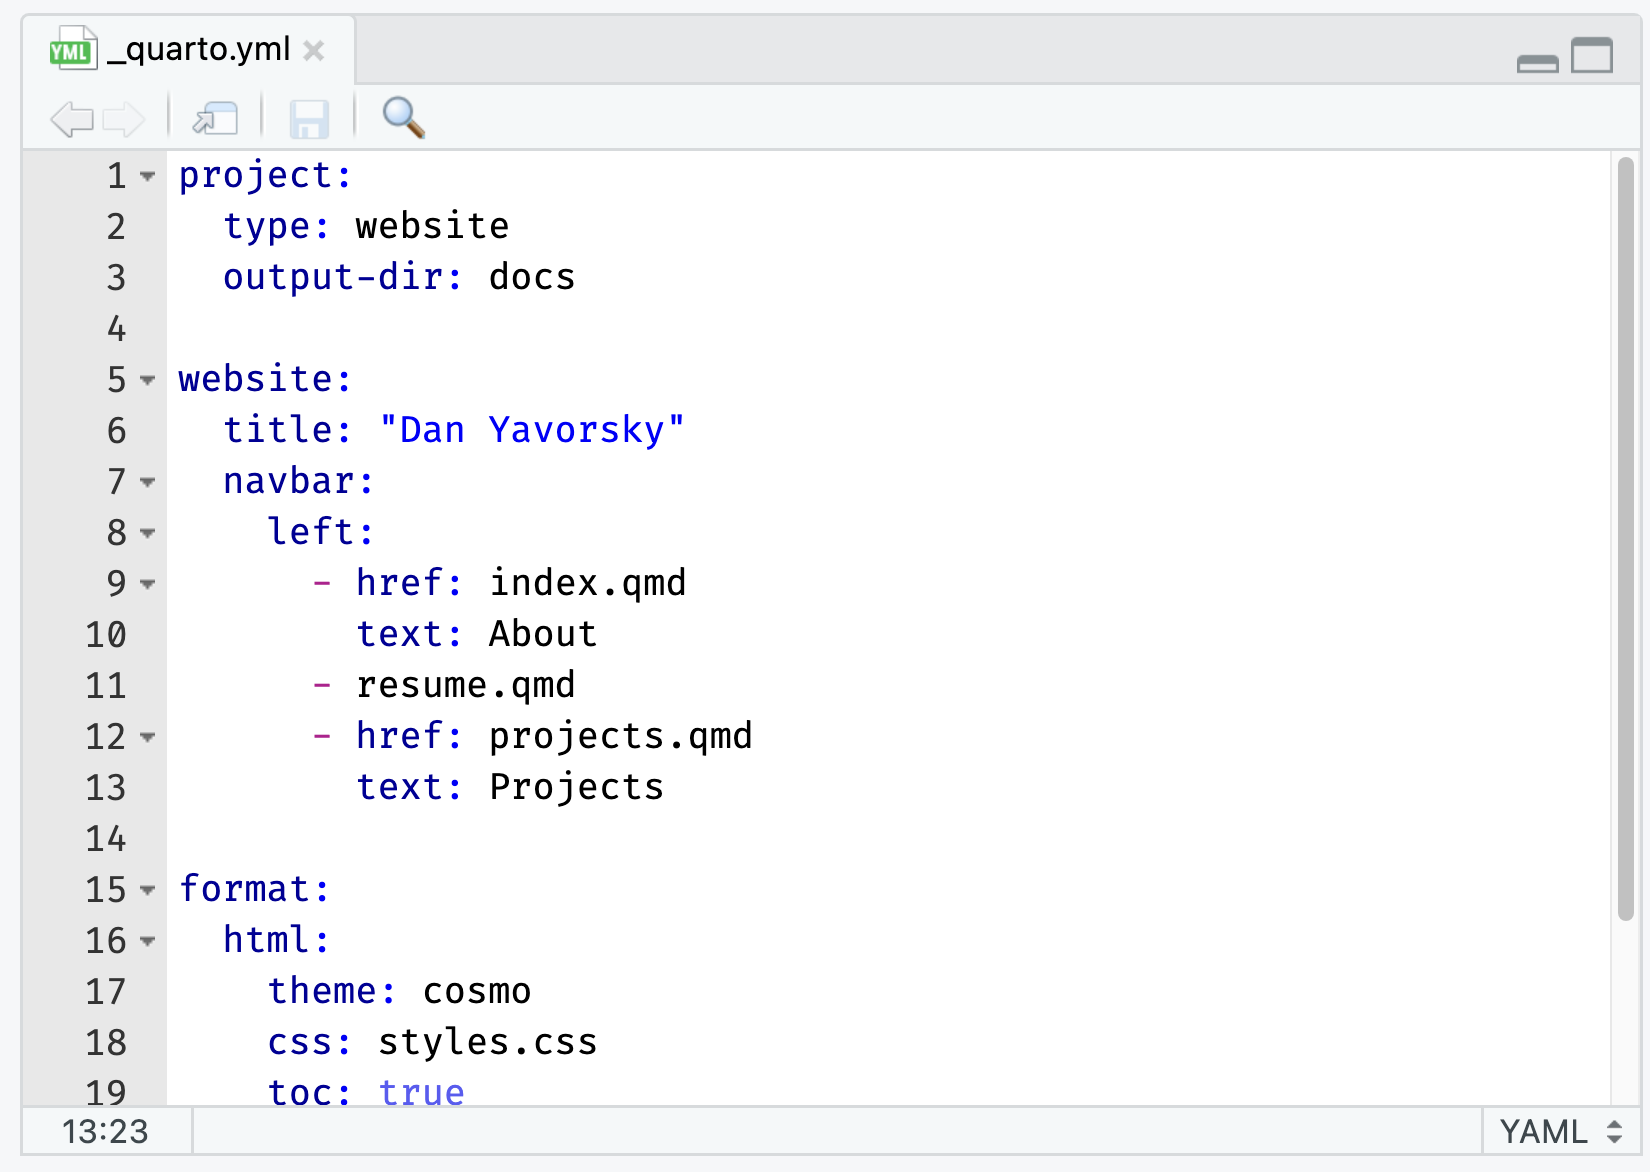 YML _quarto.yml
1 project:
2   type: website
3   output-dir: docs
4
5 website:
6   title: "Dan Yavorsky"
7   navbar:
8     left:
9       - href: index.qmd
10         text: About
11       - resume.qmd
12       - href: projects.qmd
13         text: Projects
14
15 format:
16   html:
17     theme: cosmo
18     css: styles.css
19     toc: true
13:23 YAML